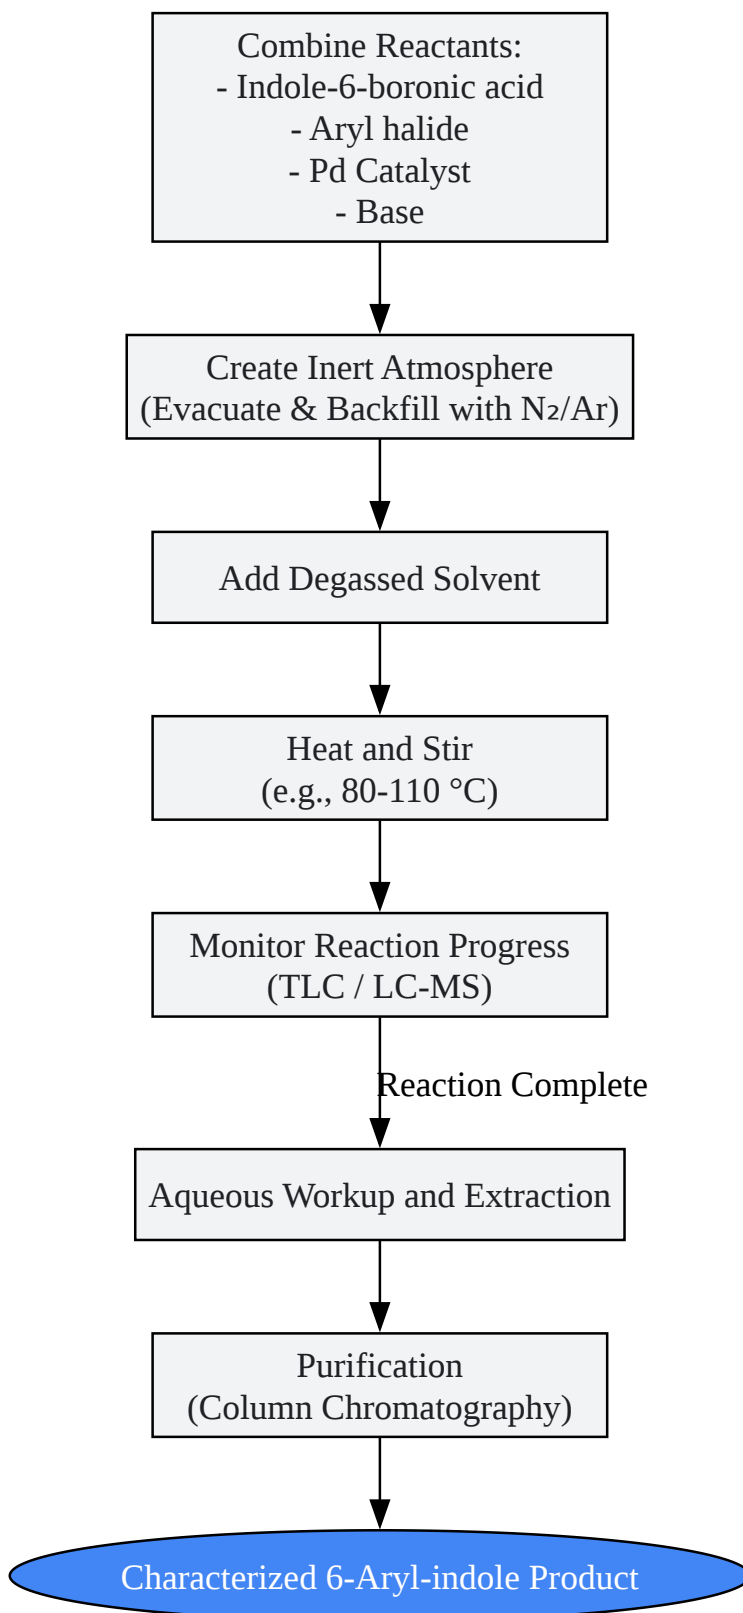 Combine Reactants:
- Indole-6-boronic acid
- Aryl halide
- Pd Catalyst
- Base
Create Inert Atmosphere
(Evacuate & Backfill with N₂/Ar)
Add Degassed Solvent
Heat and Stir
(e.g., 80-110 °C)
Monitor Reaction Progress
(TLC / LC-MS)
Reaction Complete
Aqueous Workup and Extraction
Purification
(Column Chromatography)
Characterized 6-Aryl-indole Product